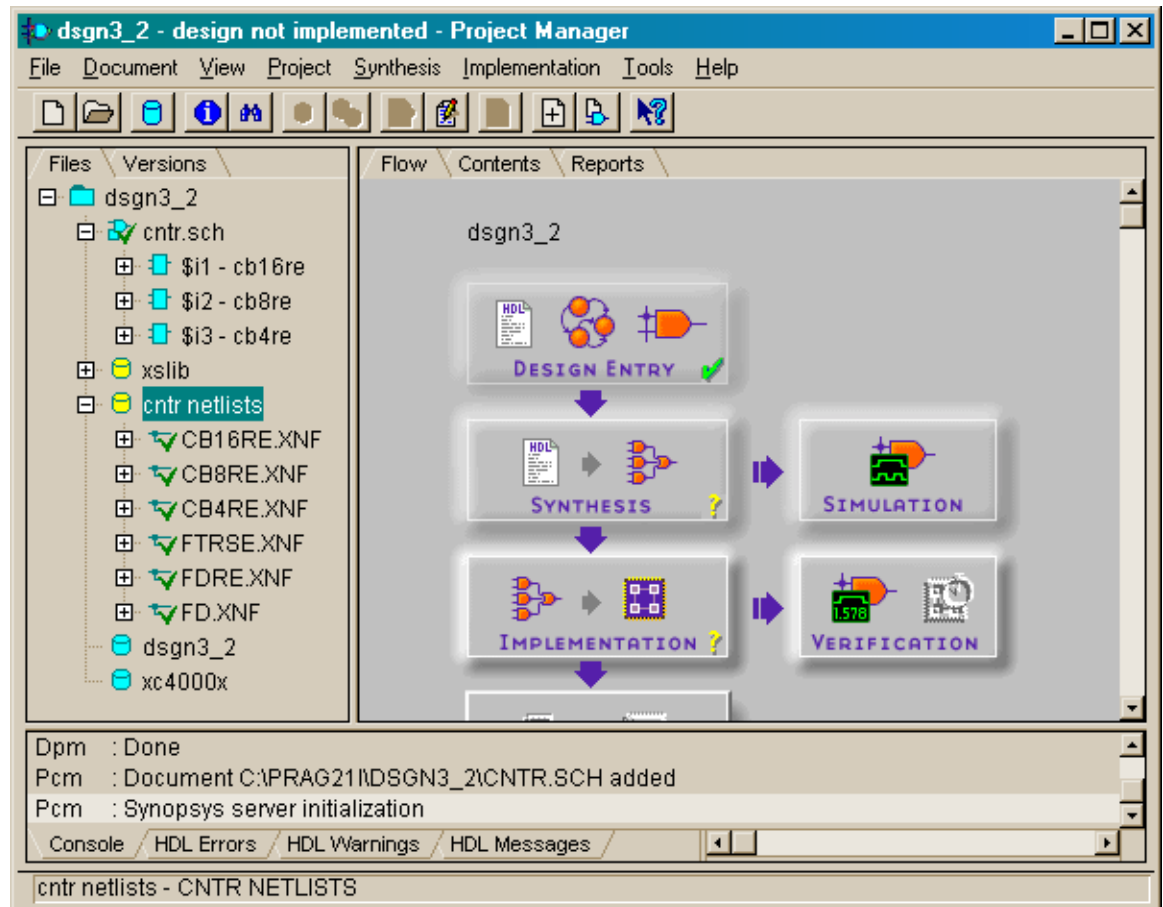 dsgn3_2 - design not implemented - Project Manager
File Document View Project Synthesis Implementation Tools Help
Files Versions
dsgn3_2
cntr.sch
$i1 - cb16re
$i2 - cb8re
$i3 - cb4re
xslib
cntr netlists
CB16RE.XNF
CB8RE.XNF
CB4RE.XNF
FTRSE.XNF
FDRE.XNF
FD.XNF
dsgn3_2
xc4000x
Flow Contents Reports
dsgn3_2
HDL
DESIGN ENTRY
HDL
SYNTHESIS ?
SIMULATION
IMPLEMENTATION ?
1.578
VERIFICATION
Dpm : Done
Pcm : Document C:\PRAG21I\DSGN3_2\CNTR.SCH added
Pcm : Synopsys server initialization
Console HDL Errors HDL Warnings HDL Messages
cntr netlists - CNTR NETLISTS